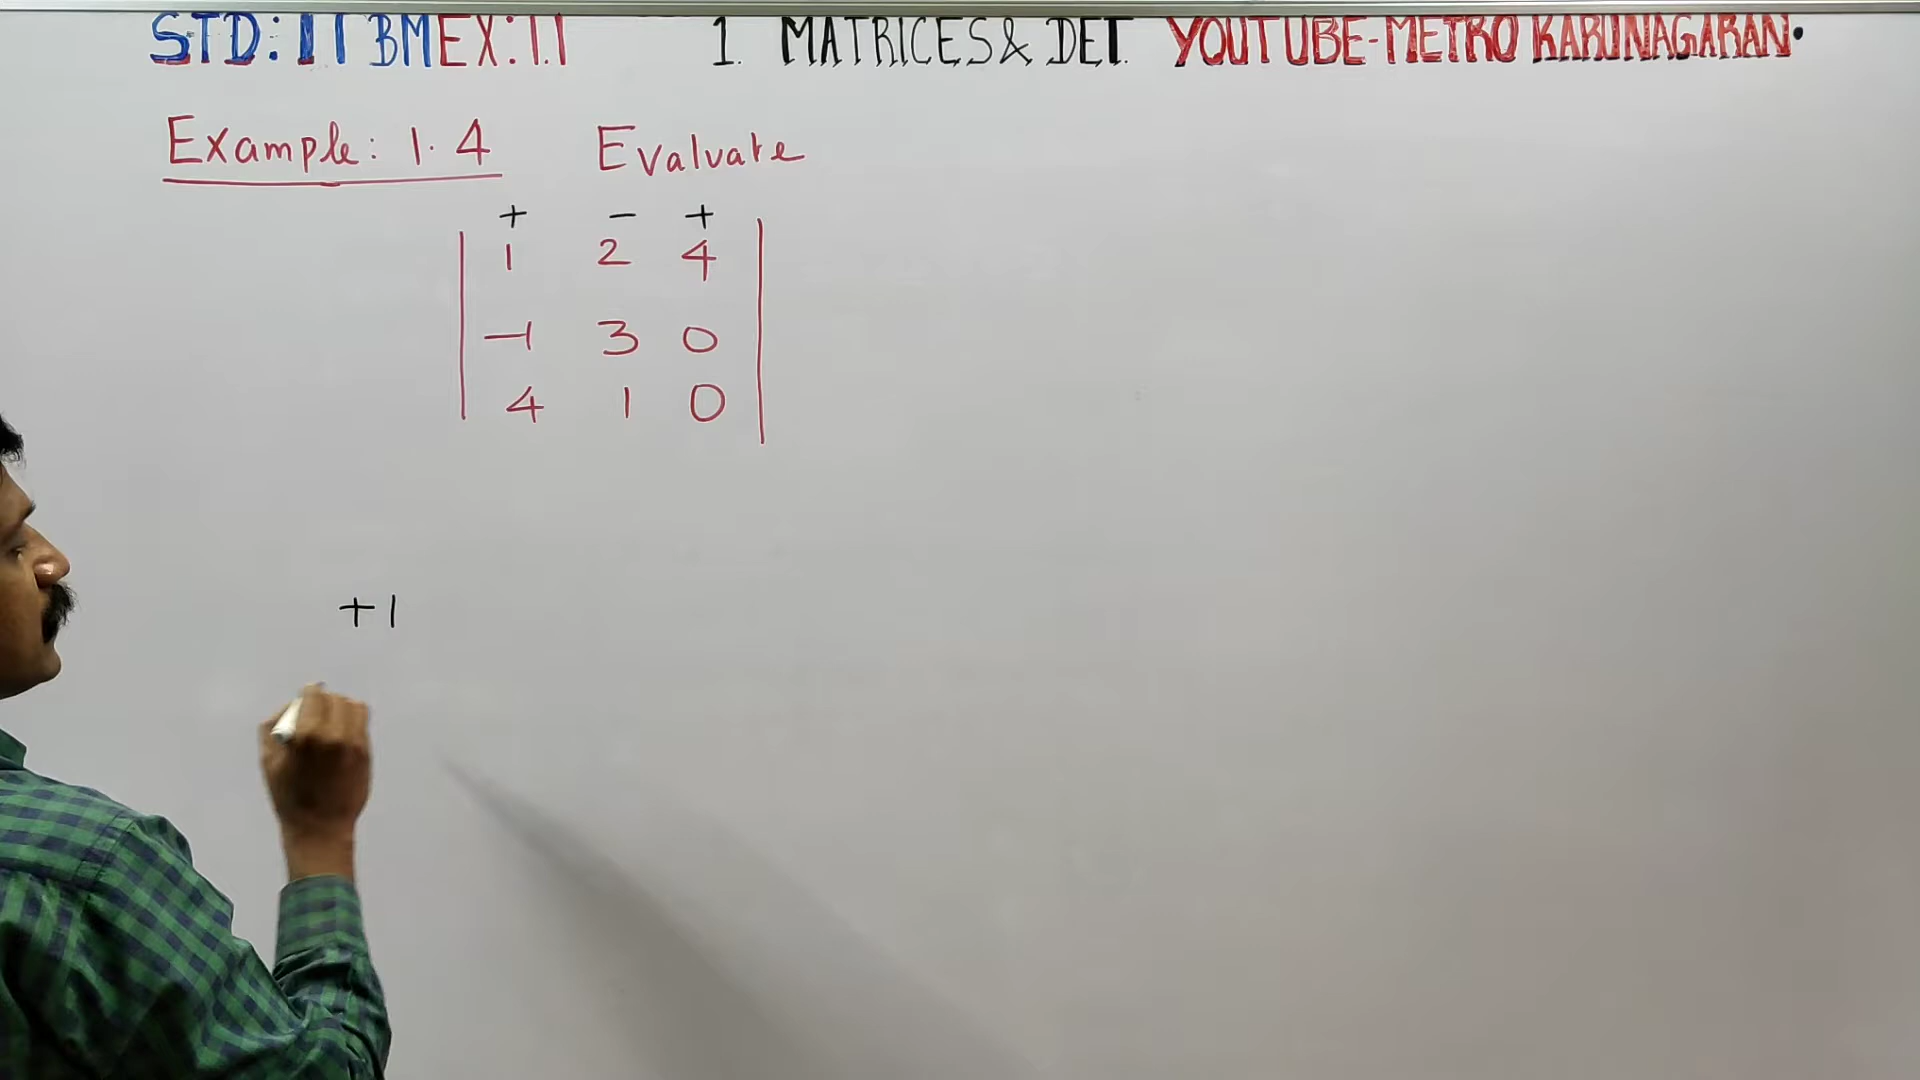 STD: 11 BM EX: 1.1 1. MATRICES & DET. YOUTUBE-METRO KARUNAGARAN.
Example: 1.4 Evaluate
+ - +
1 2 4
-1 3 0
4 1 0
+1